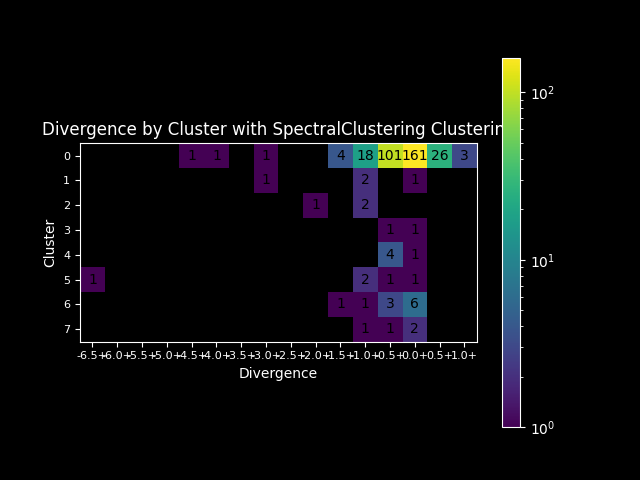 Divergence by Cluster with SpectralClustering Clusterin
0 1 1 1 4 18 101 161 26 3
1 1 2 1
2 1 2
3 1 1
4 4 1
5 1 2 1 1
6 1 1 3 6
7 1 1 2
Cluster
-6.5+ -6.0+ -5.5+ -5.0+ -4.5+ -4.0+ -3.5+ -3.0+ -2.5+ -2.0+ -1.5+ -1.0+ -0.5+ 0.0+ 0.5+ 1.0+
Divergence
10²
10¹
10⁰